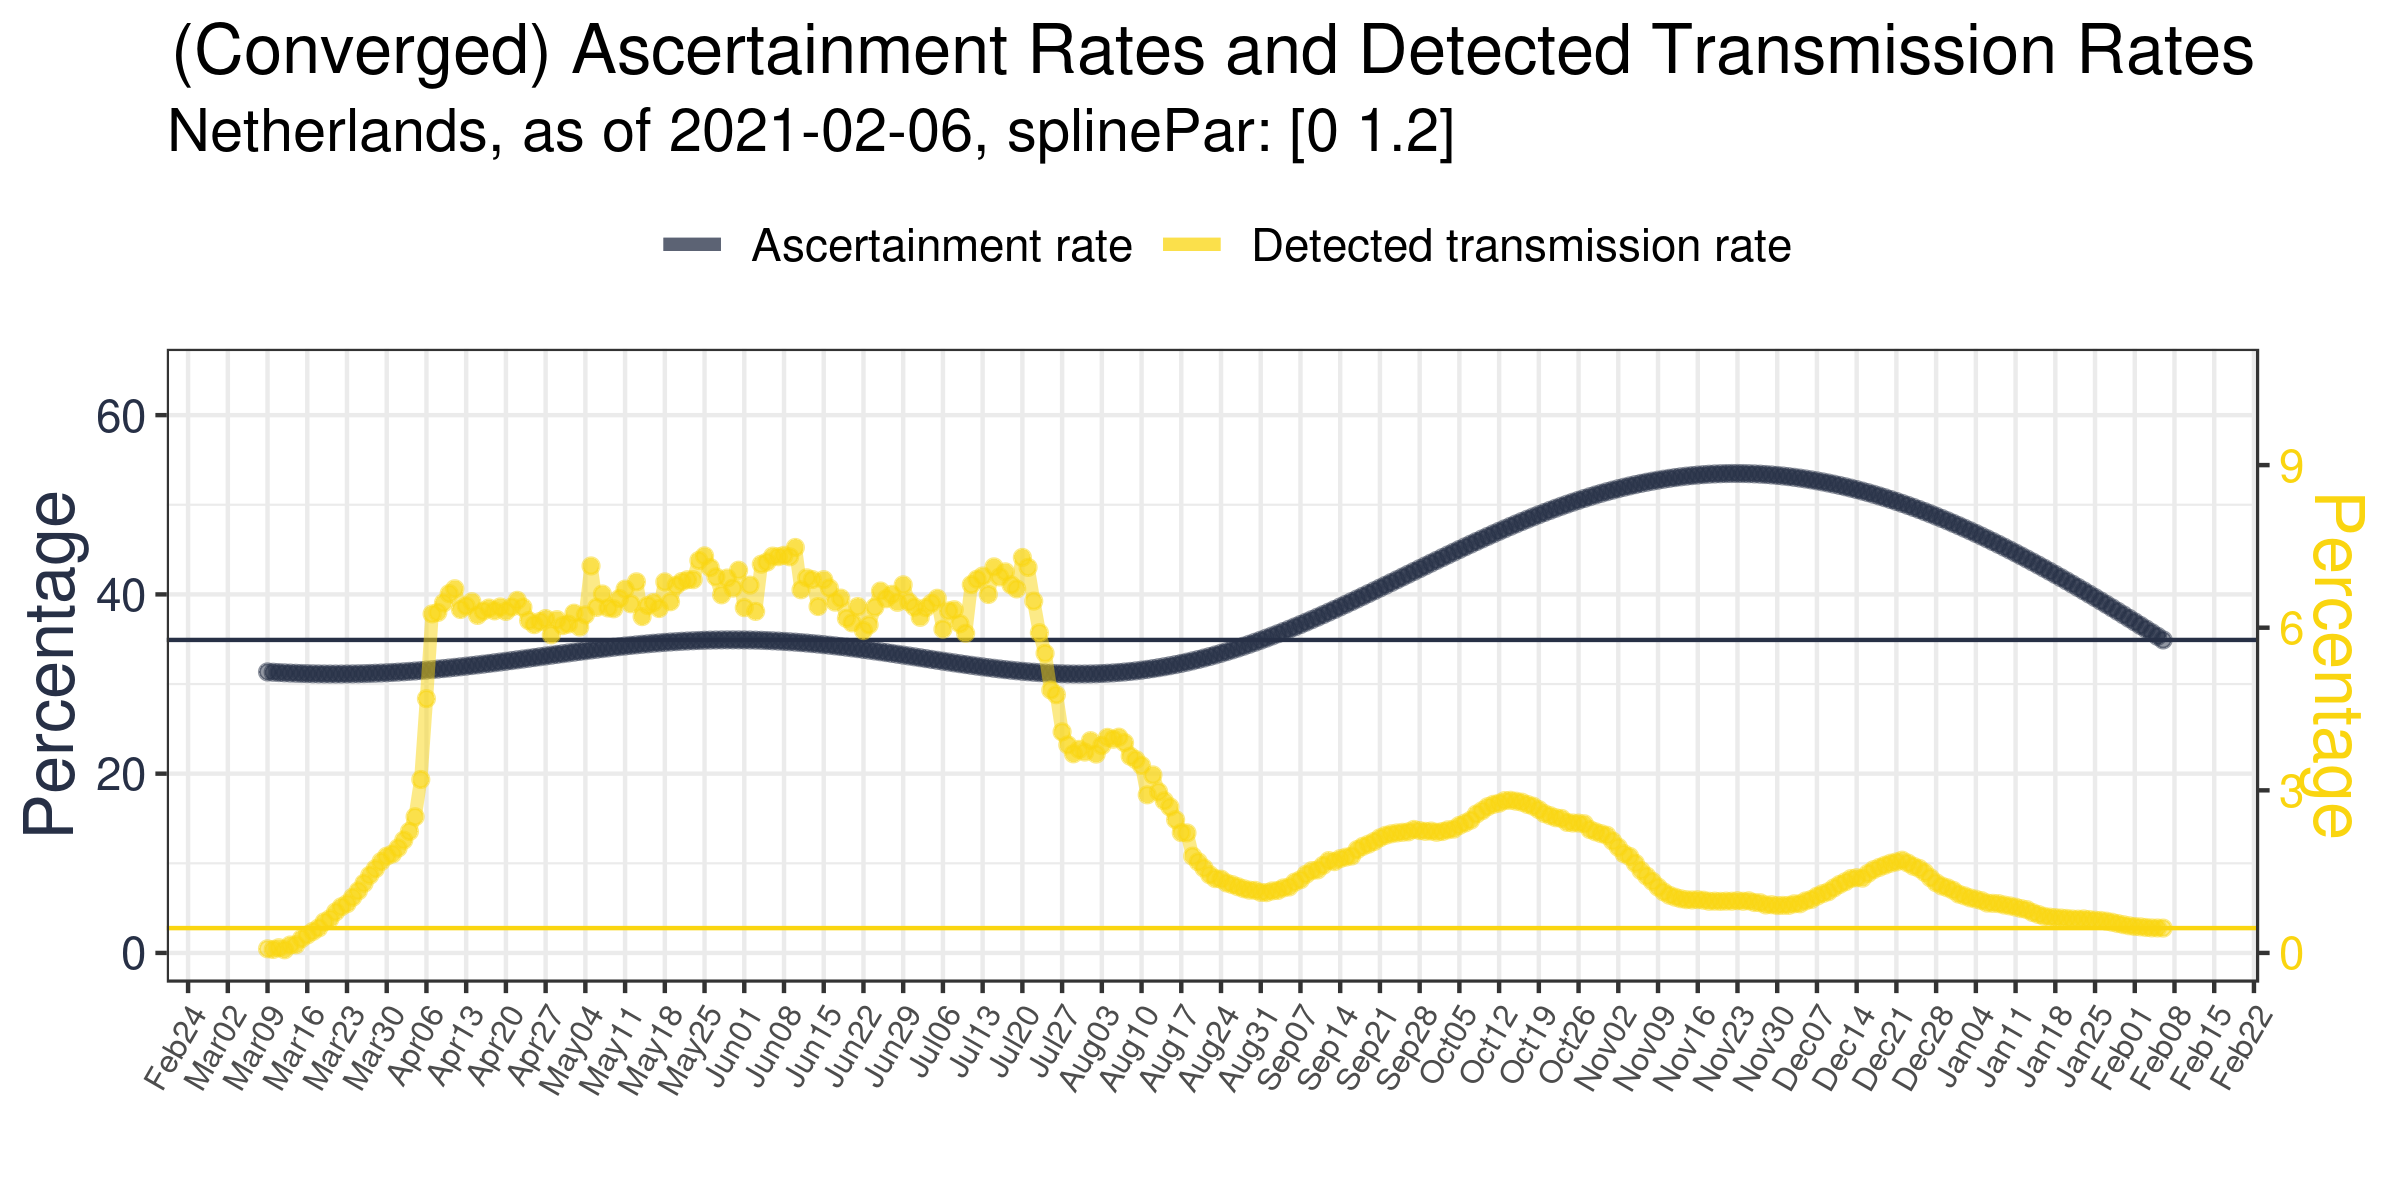 (Converged) Ascertainment Rates and Detected Transmission Rates
Netherlands, as of 2021-02-06, splinePar: [0 1.2]
Ascertainment rate
Detected transmission rate
Percentage
60
40
20
0
9
6
3
0
Percentage
Feb24
Mar02
Mar09
Mar16
Mar23
Mar30
Apr06
Apr13
Apr20
Apr27
May04
May11
May18
May25
Jun01
Jun08
Jun15
Jun22
Jun29
Jul06
Jul13
Jul20
Jul27
Aug03
Aug10
Aug17
Aug24
Aug31
Sep07
Sep14
Sep21
Sep28
Oct05
Oct12
Oct19
Oct26
Nov02
Nov09
Nov16
Nov23
Nov30
Dec07
Dec14
Dec21
Dec28
Jan04
Jan11
Jan18
Jan25
Feb01
Feb08
Feb15
Feb22